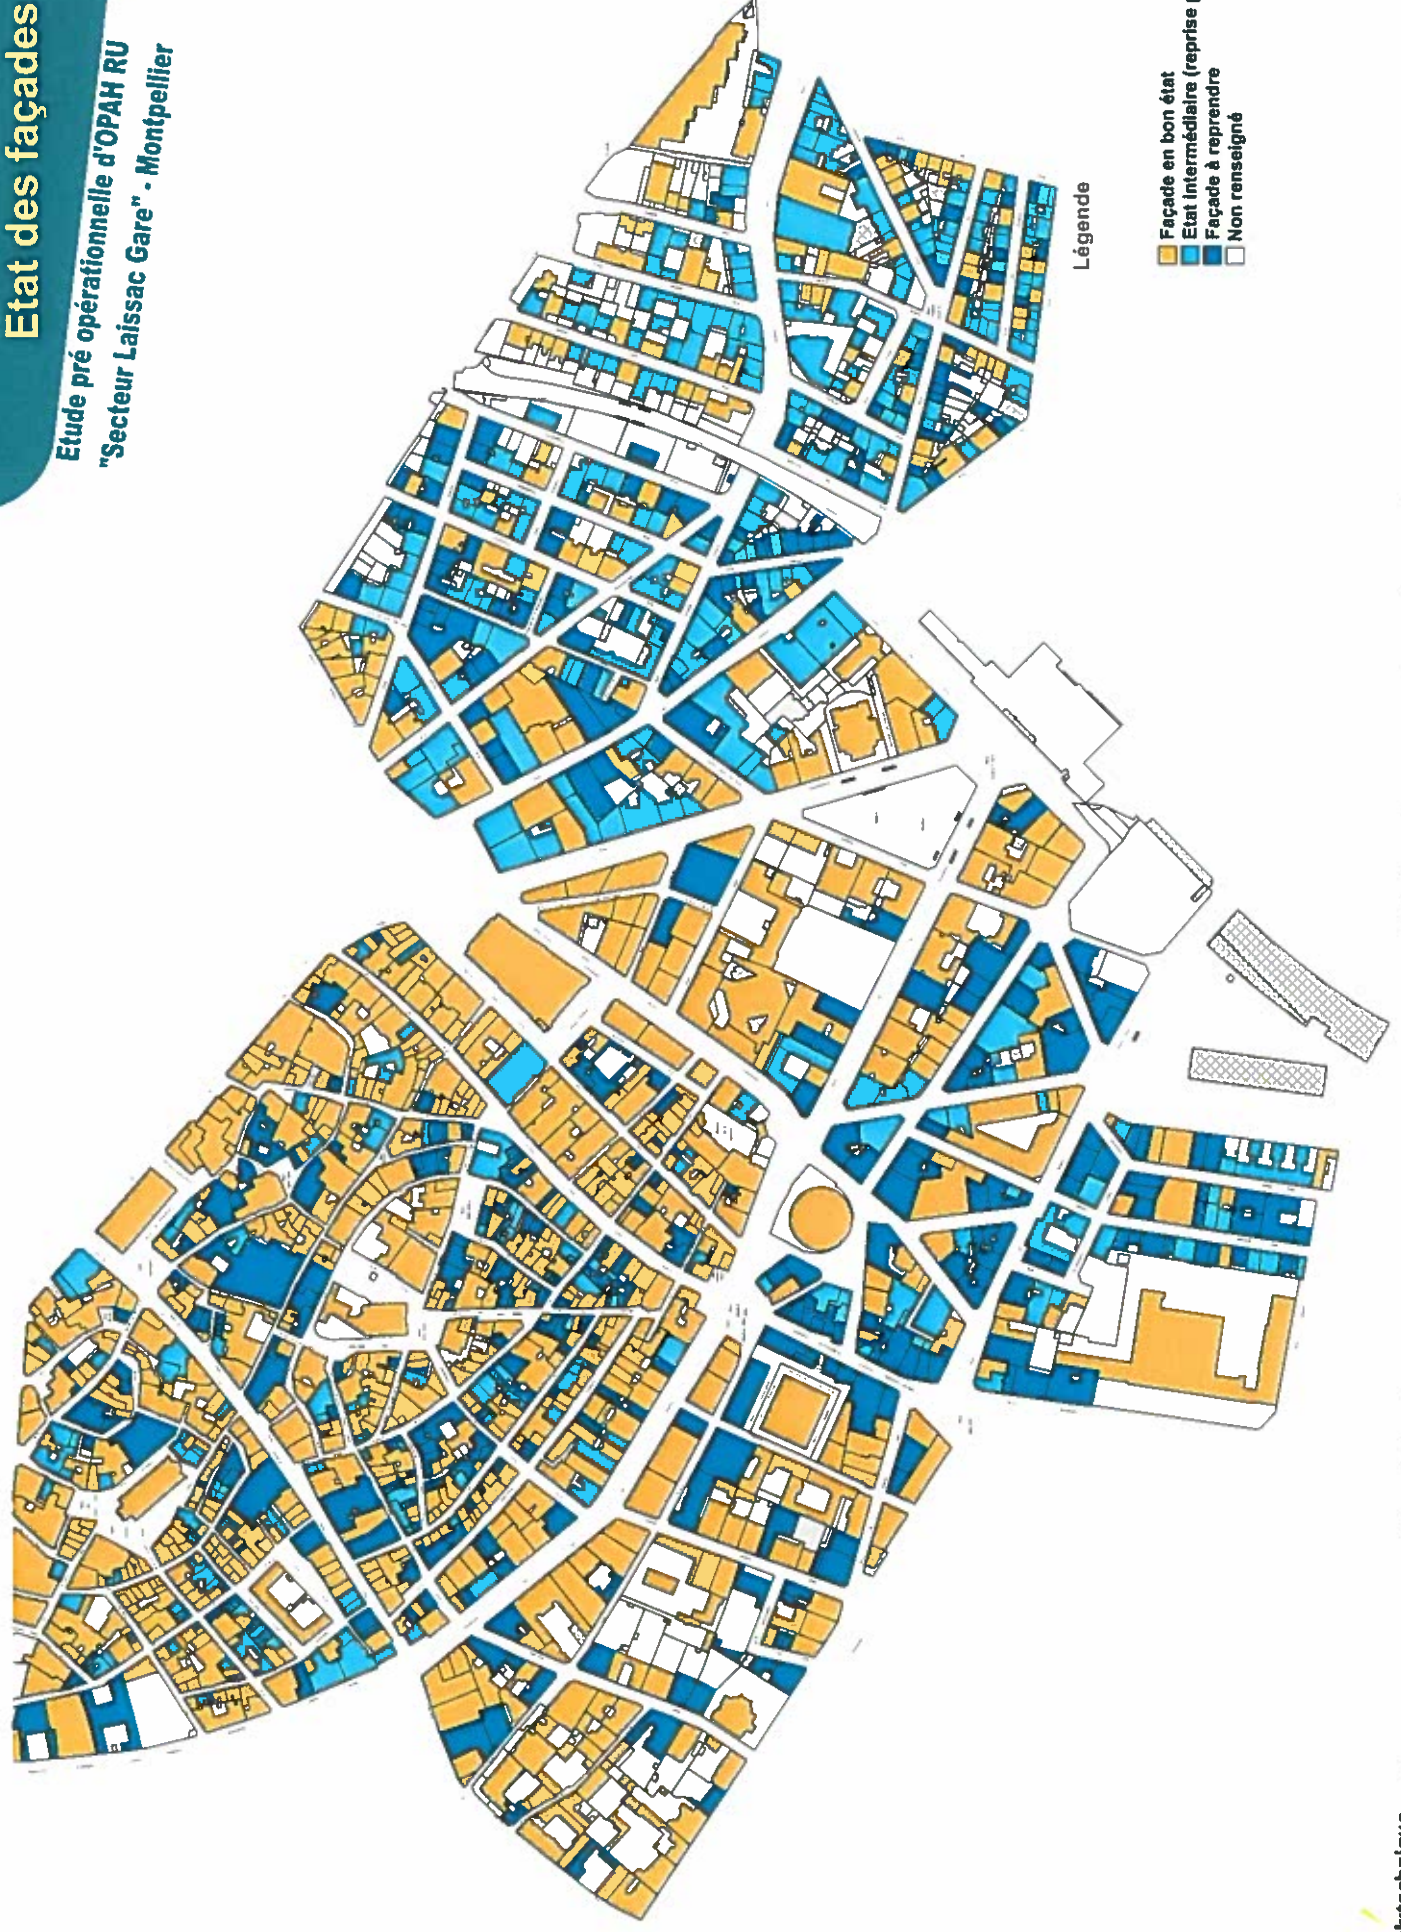 Etat des façades
Etude pré opérationnelle d'OPAH RU
"Secteur Laissac Gare" - Montpellier
Légende
Façade en bon état
Etat intermédiaire (reprise
Façade à reprendre
Non renseigné